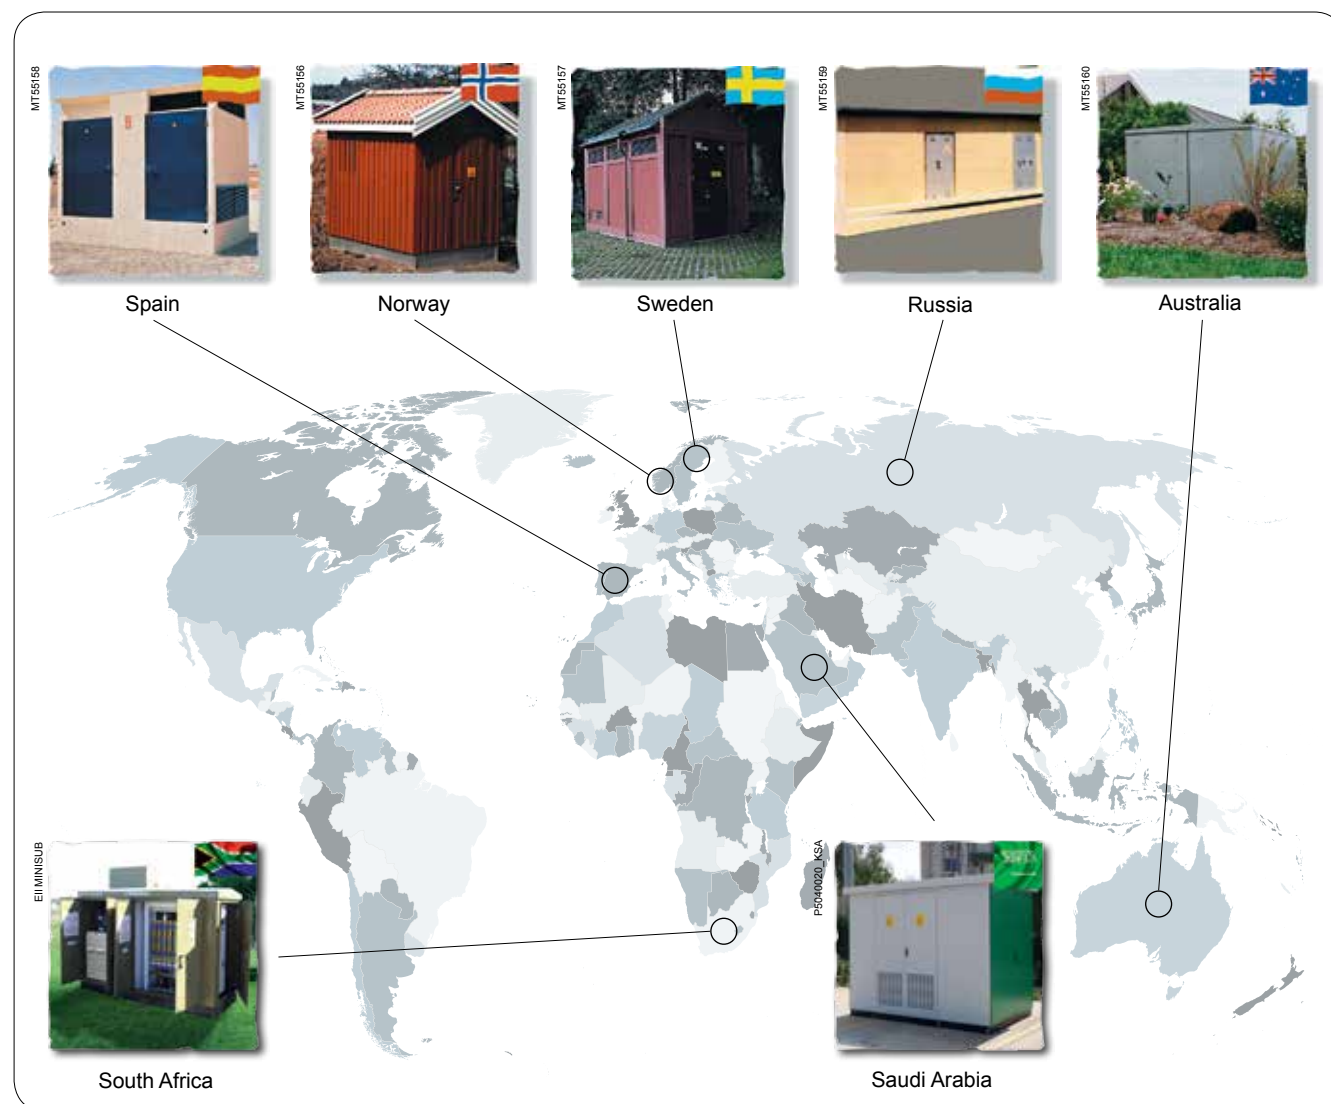 MT55158
MT55156
MT55157
MT55159
MT55160
Spain
Norway
Sweden
Russia
Australia
EII MINISUB
P5040020_KSA
South Africa
Saudi Arabia